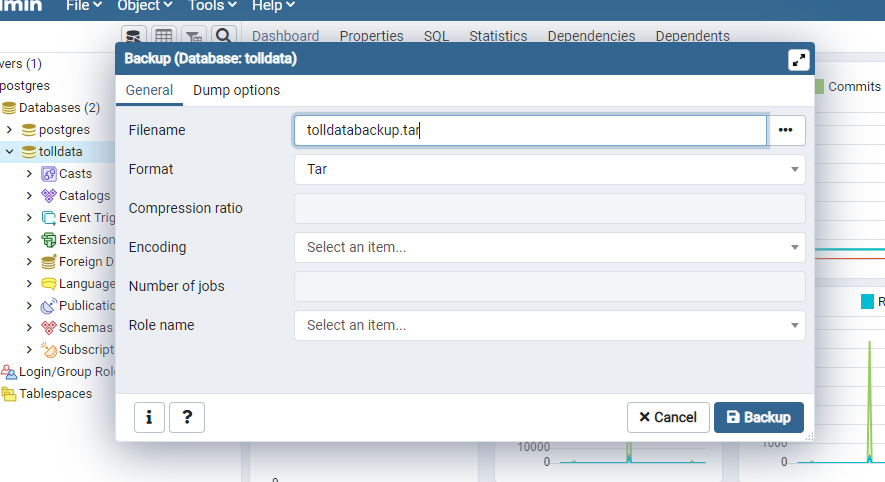 File Object Tools Help
Dashboard Properties SQL Statistics Dependencies Dependents
Backup (Database: tolldata)
General Dump options
Filename tolldatabackup.tar •••
Format Tar
Compression ratio
Encoding Select an item...
Number of jobs
Role name Select an item...
i ? Cancel Backup
vers (1)
postgres
Databases (2)
postgres
tolldata
Casts
Catalogs
Event Trig
Extension
Foreign D
Language
Publicatic
Schemas
Subscript
Login/Group Rol
Tablespaces
Commits
R
10000
0
1000
0